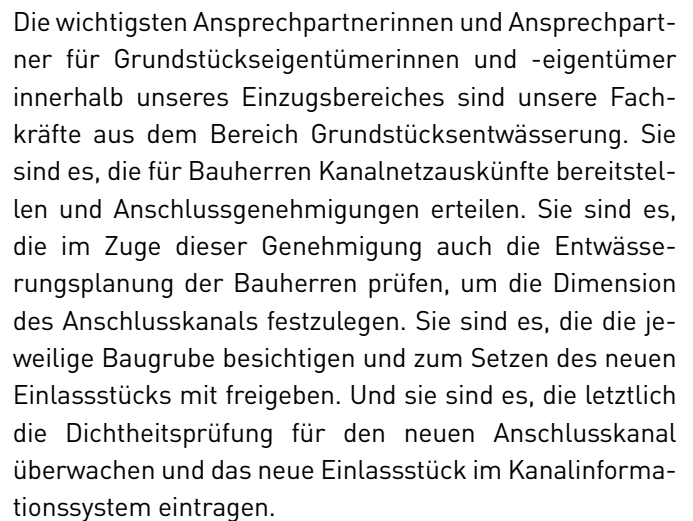 Die wichtigsten Ansprechpartnerinnen und Ansprechpart-
ner für Grundstückseigentümerinnen und -eigentümer
innerhalb unseres Einzugsbereiches sind unsere Fach-
kräfte aus dem Bereich Grundstücksentwässerung. Sie
sind es, die für Bauherren Kanalnetzauskünfte bereitstel-
len und Anschlussgenehmigungen erteilen. Sie sind es,
die im Zuge dieser Genehmigung auch die Entwässe-
rungsplanung der Bauherren prüfen, um die Dimension
des Anschlusskanals festzulegen. Sie sind es, die die je-
weilige Baugrube besichtigen und zum Setzen des neuen
Einlassstücks mit freigeben. Und sie sind es, die letztlich
die Dichtheitsprüfung für den neuen Anschlusskanal
überwachen und das neue Einlassstück im Kanalinforma-
tionssystem eintragen.